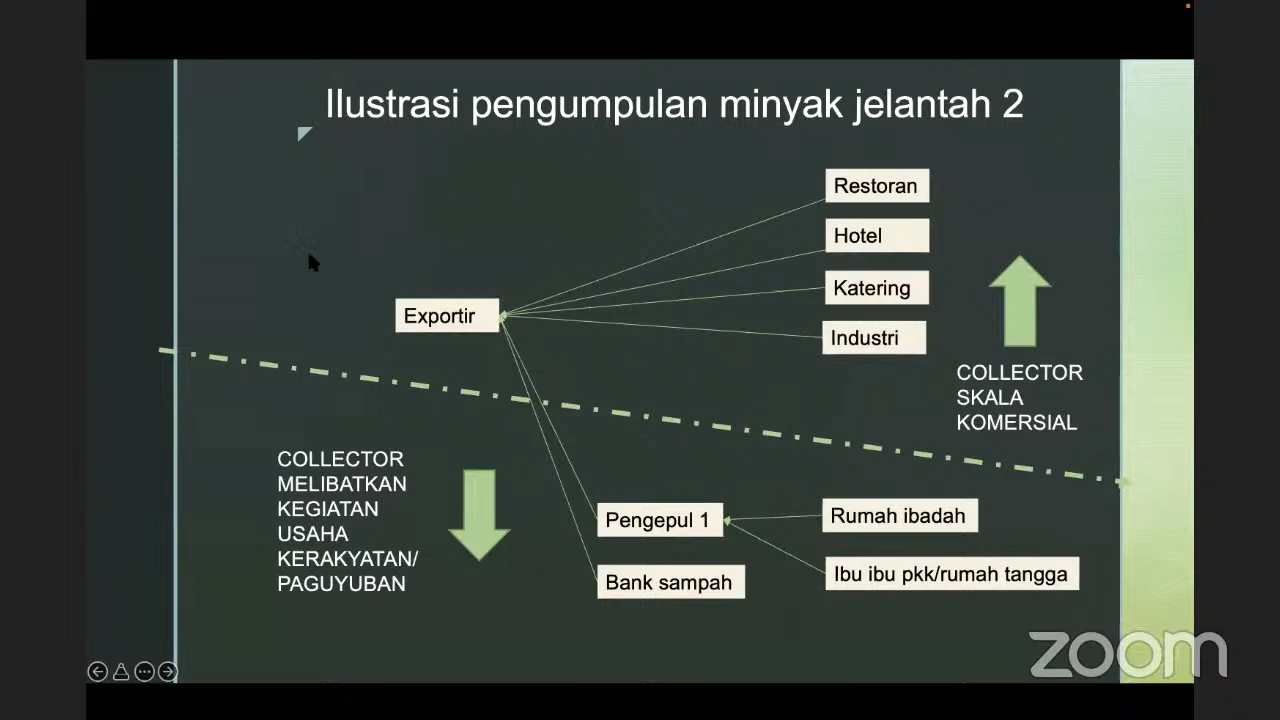 Ilustrasi pengumpulan minyak jelantah 2
Restoran
Hotel
Katering
Exportir
Industri
COLLECTOR
SKALA
KOMERSIAL
COLLECTOR
MELIBATKAN
KEGIATAN
USAHA
KERAKYATAN/
PAGUYUBAN
Pengepul 1
Rumah ibadah
Bank sampah
Ibu ibu pkk/rumah tangga
zoom